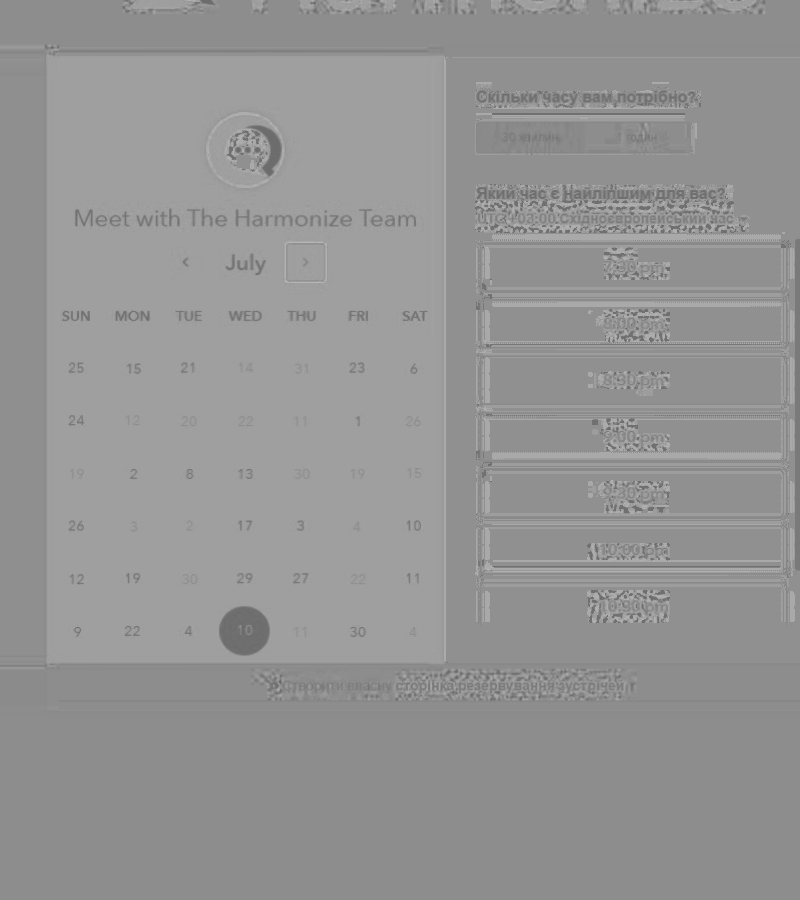 Meet with The Harmonize Team
July
SUN MON TUE WED THU FRI SAT
25 15 21 14 31 23 6
24 12 20 22 11 1 26
19 2 8 13 30 19 15
26 3 2 17 3 4 10
12 19 30 29 27 22 11
9 22 4 10 11 30 4
Скільки часу вам потрібно?
30 хвилин годин
Який час є найліпшим для вас?
UTC +03:00 Східноєвропейський час
7:30 pm
8:00 pm
8:30 pm
9:00 pm
9:30 pm
10:00 pm
10:30 pm
Створити власну сторінка резервування зустрічей